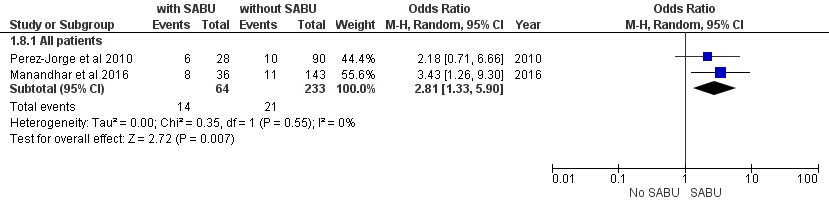 with SABU without SABU Odds Ratio Odds Ratio
Study or Subgroup Events Total Events Total Weight M-H, Random, 95% CI Year M-H, Random, 95% CI
1.8.1 All patients
Perez-Jorge et al 2010 6 28 10 90 44.4% 2.18 [0.71, 6.66] 2010
Manandhar et al 2016 8 36 11 143 55.6% 3.43 [1.26, 9.30] 2016
Subtotal (95% CI) 64 233 100.0% 2.81 [1.33, 5.90]
Total events 14 21
Heterogeneity: Tau² = 0.00; Chi² = 0.35, df = 1 (P = 0.55); I² = 0%
Test for overall effect: Z = 2.72 (P = 0.007)
0.01 0.1 1 10 100
No SABU SABU